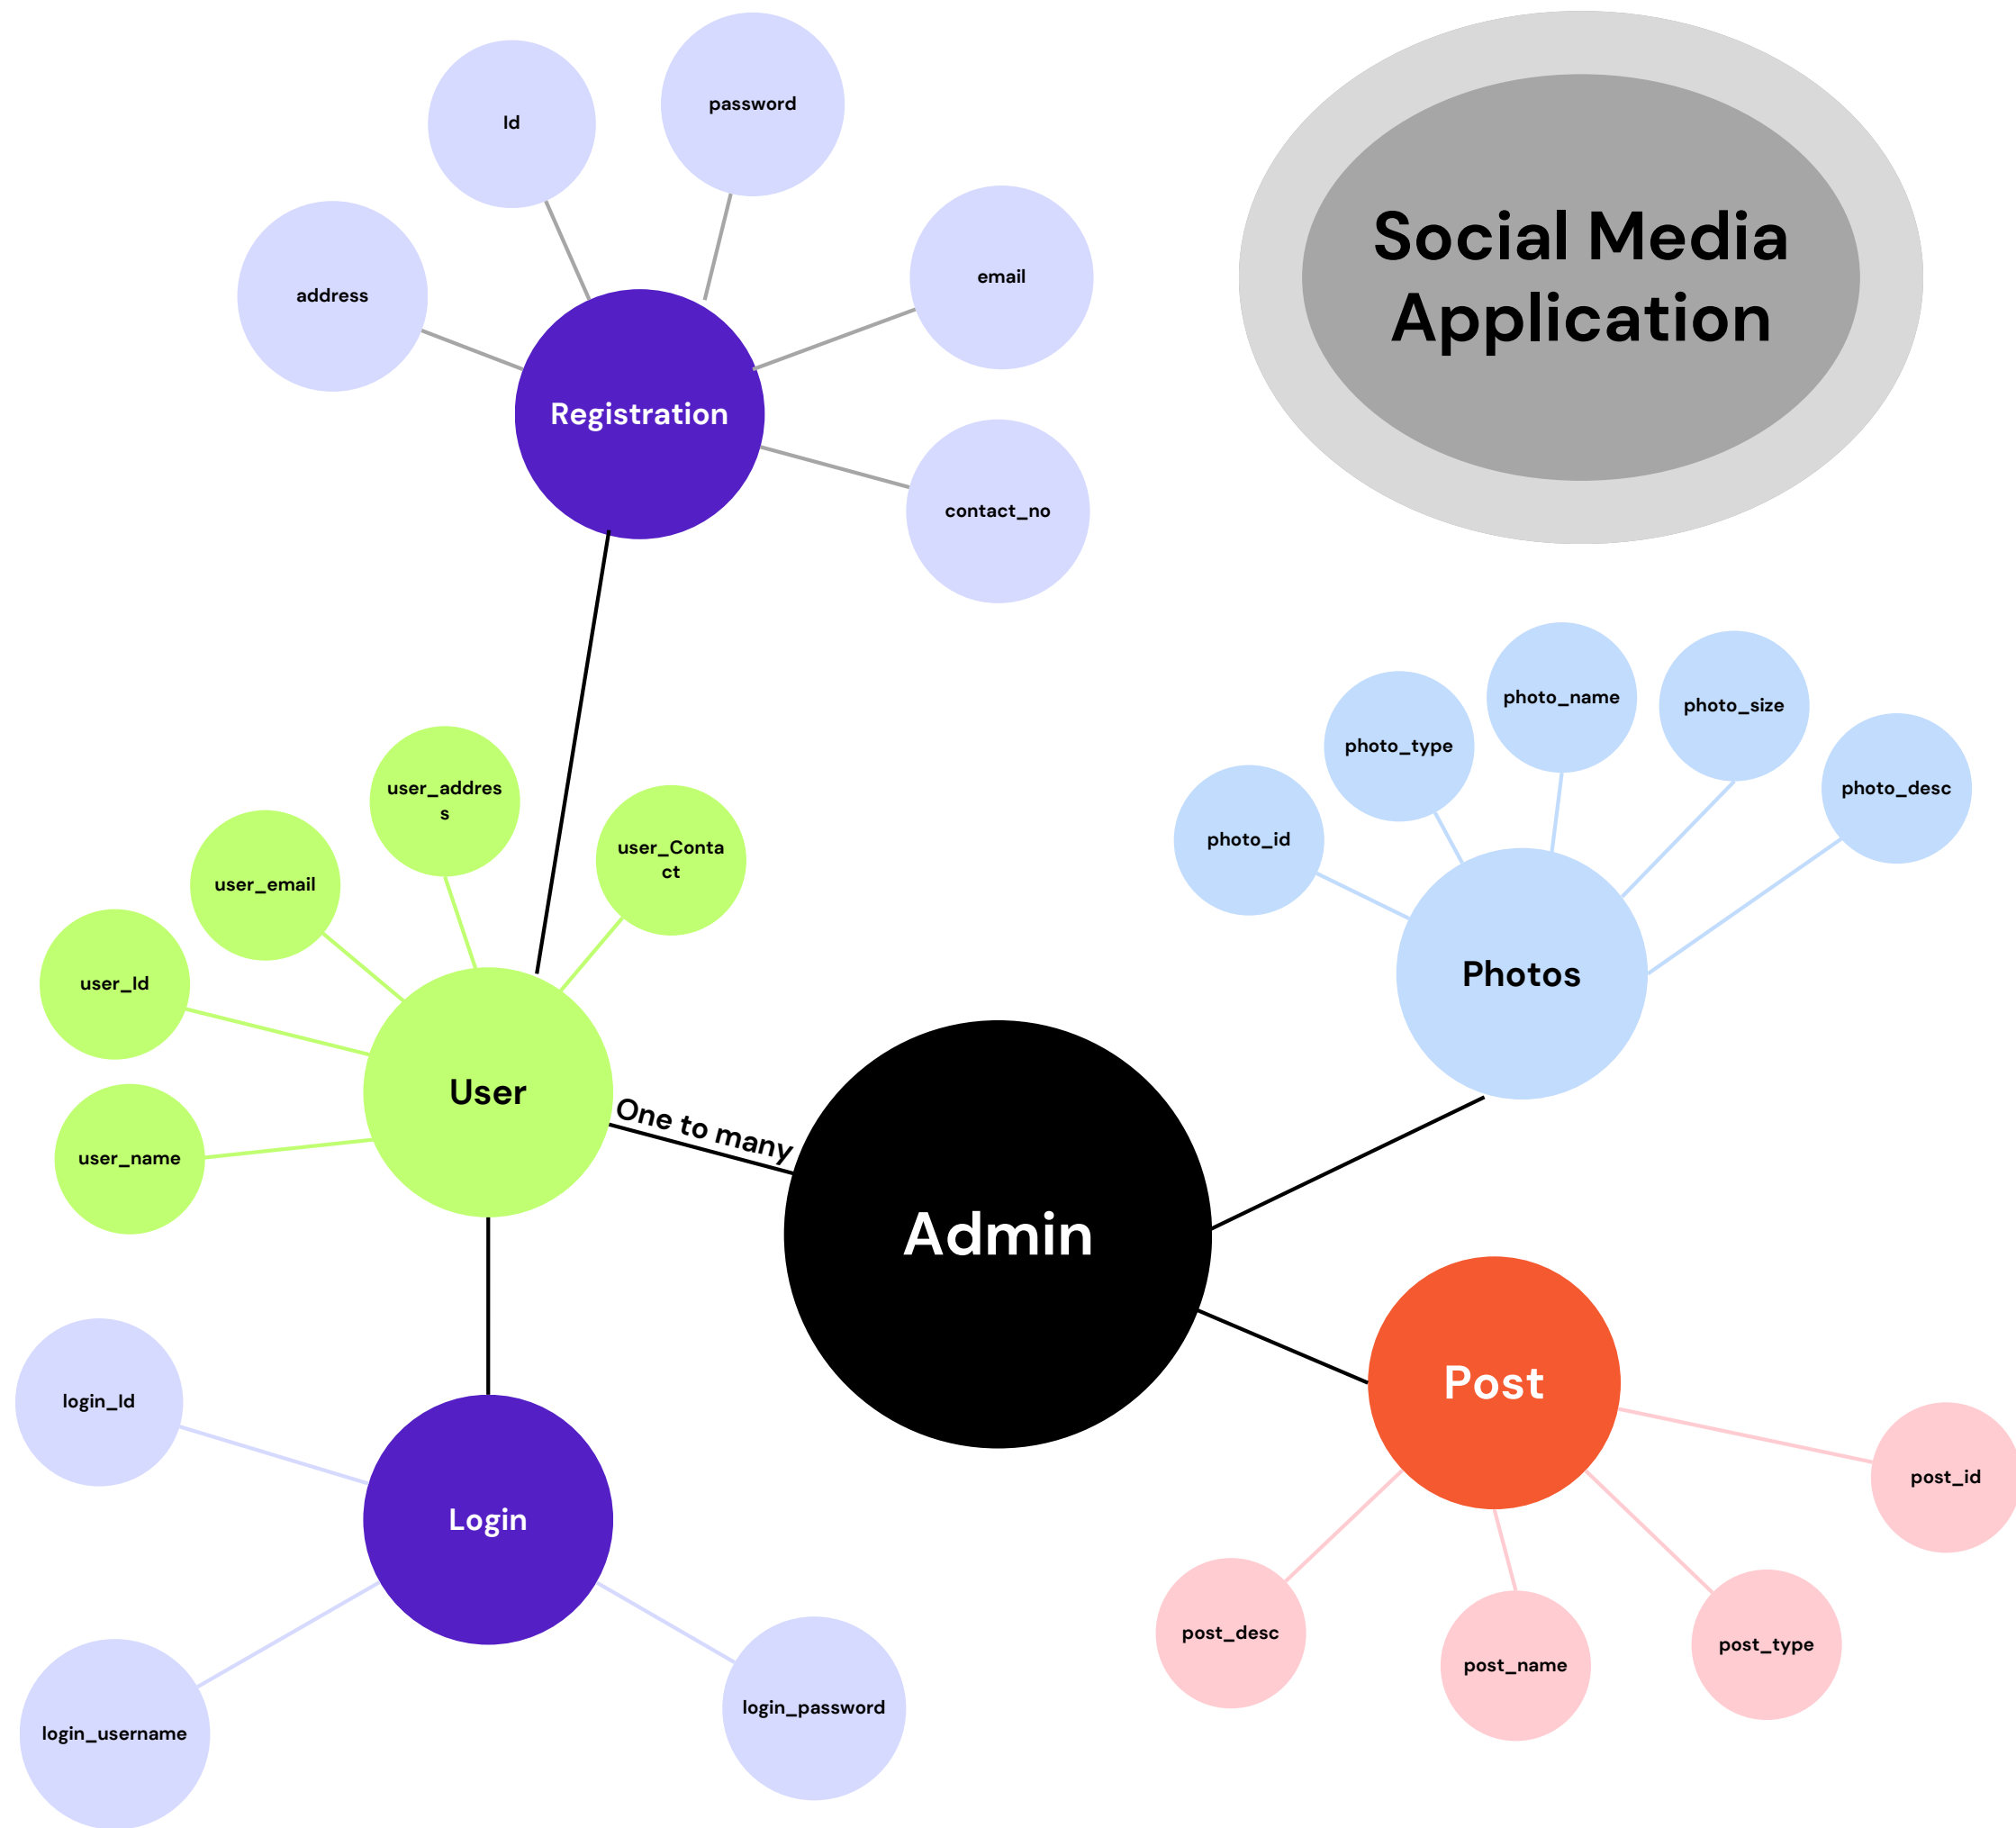 Id
password
address
email
Registration
contact_no
Social Media
Application
user_addres
s
user_Conta
ct
user_email
user_Id
User
user_name
One to many
Admin
photo_name
photo_size
photo_type
photo_desc
photo_id
Photos
Post
post_id
post_desc
post_name
post_type
login_Id
Login
login_username
login_password